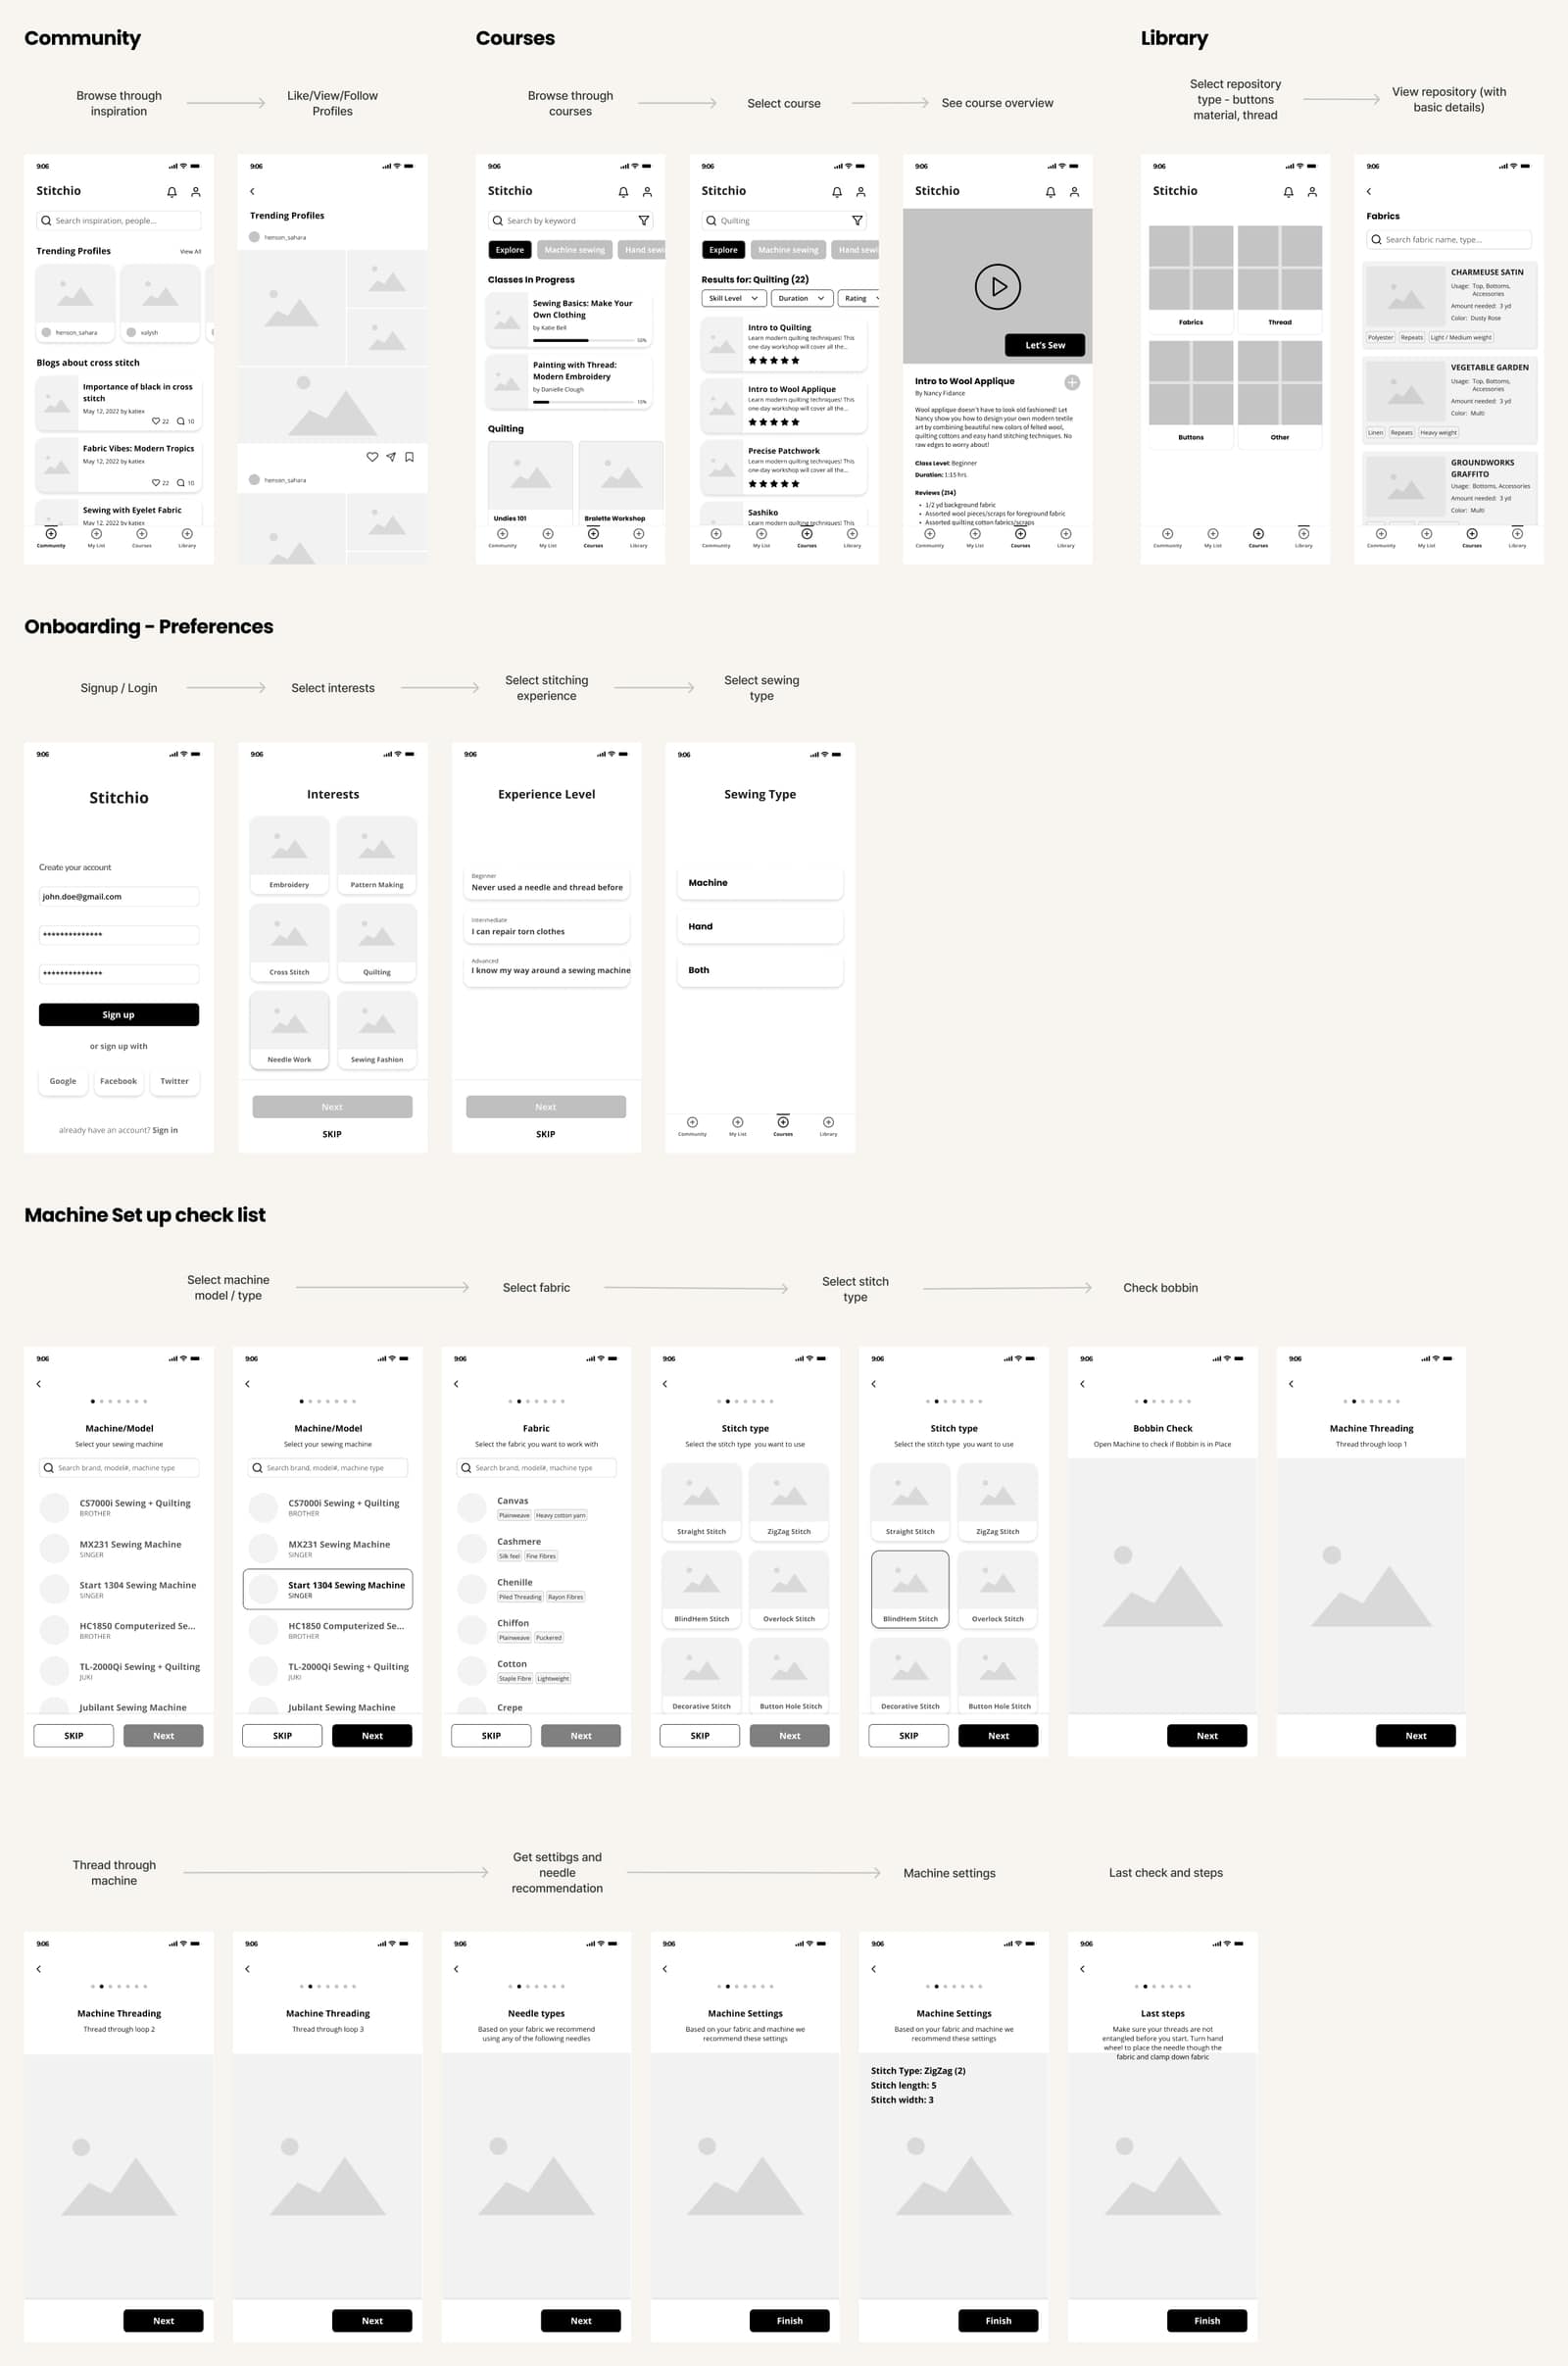 Community
Courses
Library
Browse through
inspiration
Like/View/Follow
Profiles
Browse through
courses
Select course
See course overview
Select repository
type - buttons
material, thread
View repository (with
basic details)
9:06
Stitchio
Search inspiration, people...
Trending Profiles
View All
henson_sahara
xalysh
Blogs about cross stitch
Importance of black in cross
stitch
May 12, 2022 by katiex
22
10
Fabric Vibes: Modern Tropics
May 12, 2022 by katiex
22
10
Sewing with Eyelet Fabric
May 12, 2022 by katiex
Community
My List
Courses
Library
9:06
Trending Profiles
henson_sahara
henson_sahara
9:06
Stitchio
Search by keyword
Explore
Machine sewing
Hand sewi
Classes In Progress
Sewing Basics: Make Your
Own Clothing
by Katie Bell
50%
Painting with Thread:
Modern Embroidery
by Danielle Clough
15%
Quilting
Undies 101
Bralette Workshop
Community
My List
Courses
Library
9:06
Stitchio
Quilting
Explore
Machine sewing
Hand sewi
Results for: Quilting (22)
Skill Level
Duration
Rating
Intro to Quilting
Learn modern quilting techniques! This
one-day workshop will cover all the...
Intro to Wool Applique
Learn modern quilting techniques! This
one-day workshop will cover all the...
Precise Patchwork
Learn modern quilting techniques! This
one-day workshop will cover all the...
Sashiko
Learn modern quilting techniques! This
Community
My List
Courses
Library
9:06
Stitchio
Let's Sew
Intro to Wool Applique
By Nancy Fidance
Wool applique doesn't have to look old fashioned! Let
Nancy show you how to design your own modern textile
art by combining beautiful new colors of felted wool,
quilting cottons and easy hand stitching techniques. No
raw edges to worry about!
Class Level: Beginner
Duration: 1:35 hrs
Reviews (214)
• 1/2 yd background fabric
• Assorted wool pieces/scraps for foreground fabric
• Assorted quilting cotton fabrics/scraps
Community
My List
Courses
Library
9:06
Stitchio
Fabrics
Thread
Buttons
Other
Community
My List
Courses
Library
9:06
Fabrics
Search fabric name, type...
CHARMEUSE SATIN
Usage: Top, Bottoms,
Accessories
Amount needed: 3 yd
Color: Dusty Rose
Polyester
Repeats
Light / Medium weight
VEGETABLE GARDEN
Usage: Top, Bottoms,
Accessories
Amount needed: 3 yd
Color: Multi
Linen
Repeats
Heavy weight
GROUNDWORKS
GRAFFITO
Usage: Bottoms, Accessories
Amount needed: 3 yd
Color: Multi
Community
My List
Courses
Library
Onboarding - Preferences
Signup / Login
Select interests
Select stitching
experience
Select sewing
type
9:06
Stitchio
Create your account
john.doe@gmail.com
**************
**************
Sign up
or sign up with
Google
Facebook
Twitter
already have an account? Sign in
9:06
Interests
Embroidery
Pattern Making
Cross Stitch
Quilting
Needle Work
Sewing Fashion
Next
SKIP
9:06
Experience Level
Beginner
Never used a needle and thread before
Intermediate
I can repair torn clothes
Advanced
I know my way around a sewing machine
Next
SKIP
9:06
Sewing Type
Machine
Hand
Both
Community
My List
Courses
Library
Machine Set up check list
Select machine
model / type
Select fabric
Select stitch
type
Check bobbin
9:06
Machine/Model
Select your sewing machine
Search brand, model#, machine type
CS7000i Sewing + Quilting
BROTHER
MX231 Sewing Machine
SINGER
Start 1304 Sewing Machine
SINGER
HC1850 Computerized Se...
BROTHER
TL-2000Qi Sewing + Quilting
JUKI
Jubilant Sewing Machine
SKIP
Next
9:06
Machine/Model
Select your sewing machine
Search brand, model#, machine type
CS7000i Sewing + Quilting
BROTHER
MX231 Sewing Machine
SINGER
Start 1304 Sewing Machine
SINGER
HC1850 Computerized Se...
BROTHER
TL-2000Qi Sewing + Quilting
JUKI
Jubilant Sewing Machine
SKIP
Next
9:06
Fabric
Select the fabric you want to work with
Search brand, model#, machine type
Canvas
Plainweave
Heavy cotton yarn
Cashmere
Silk feel
Fine Fibres
Chenille
Piled Threading
Rayon Fibres
Chiffon
Plainweave
Puckered
Cotton
Staple Fibre
Lightweight
Crepe
SKIP
Next
9:06
Stitch type
Select the stitch type you want to use
Straight Stitch
ZigZag Stitch
BlindHem Stitch
Overlock Stitch
Decorative Stitch
Button Hole Stitch
SKIP
Next
9:06
Stitch type
Select the stitch type you want to use
Straight Stitch
ZigZag Stitch
BlindHem Stitch
Overlock Stitch
Decorative Stitch
Button Hole Stitch
SKIP
Next
9:06
Bobbin Check
Open Machine to check if Bobbin is in Place
Next
9:06
Machine Threading
Thread through loop 1
Next
Thread through
machine
Get settibgs and
needle
recommendation
Machine settings
Last check and steps
9:06
Machine Threading
Thread through loop 2
Next
9:06
Machine Threading
Thread through loop 3
Next
9:06
Needle types
Based on your fabric we recommend
using any of the following needles
Next
9:06
Machine Settings
Based on your fabric and machine we
recommend these settings
Finish
9:06
Machine Settings
Based on your fabric and machine we
recommend these settings
Stitch Type: ZigZag (2)
Stitch length: 5
Stitch width: 3
Finish
9:06
Last steps
Make sure your threads are not
entangled before you start. Turn hand
wheel to place the needle though the
fabric and clamp down fabric
Finish